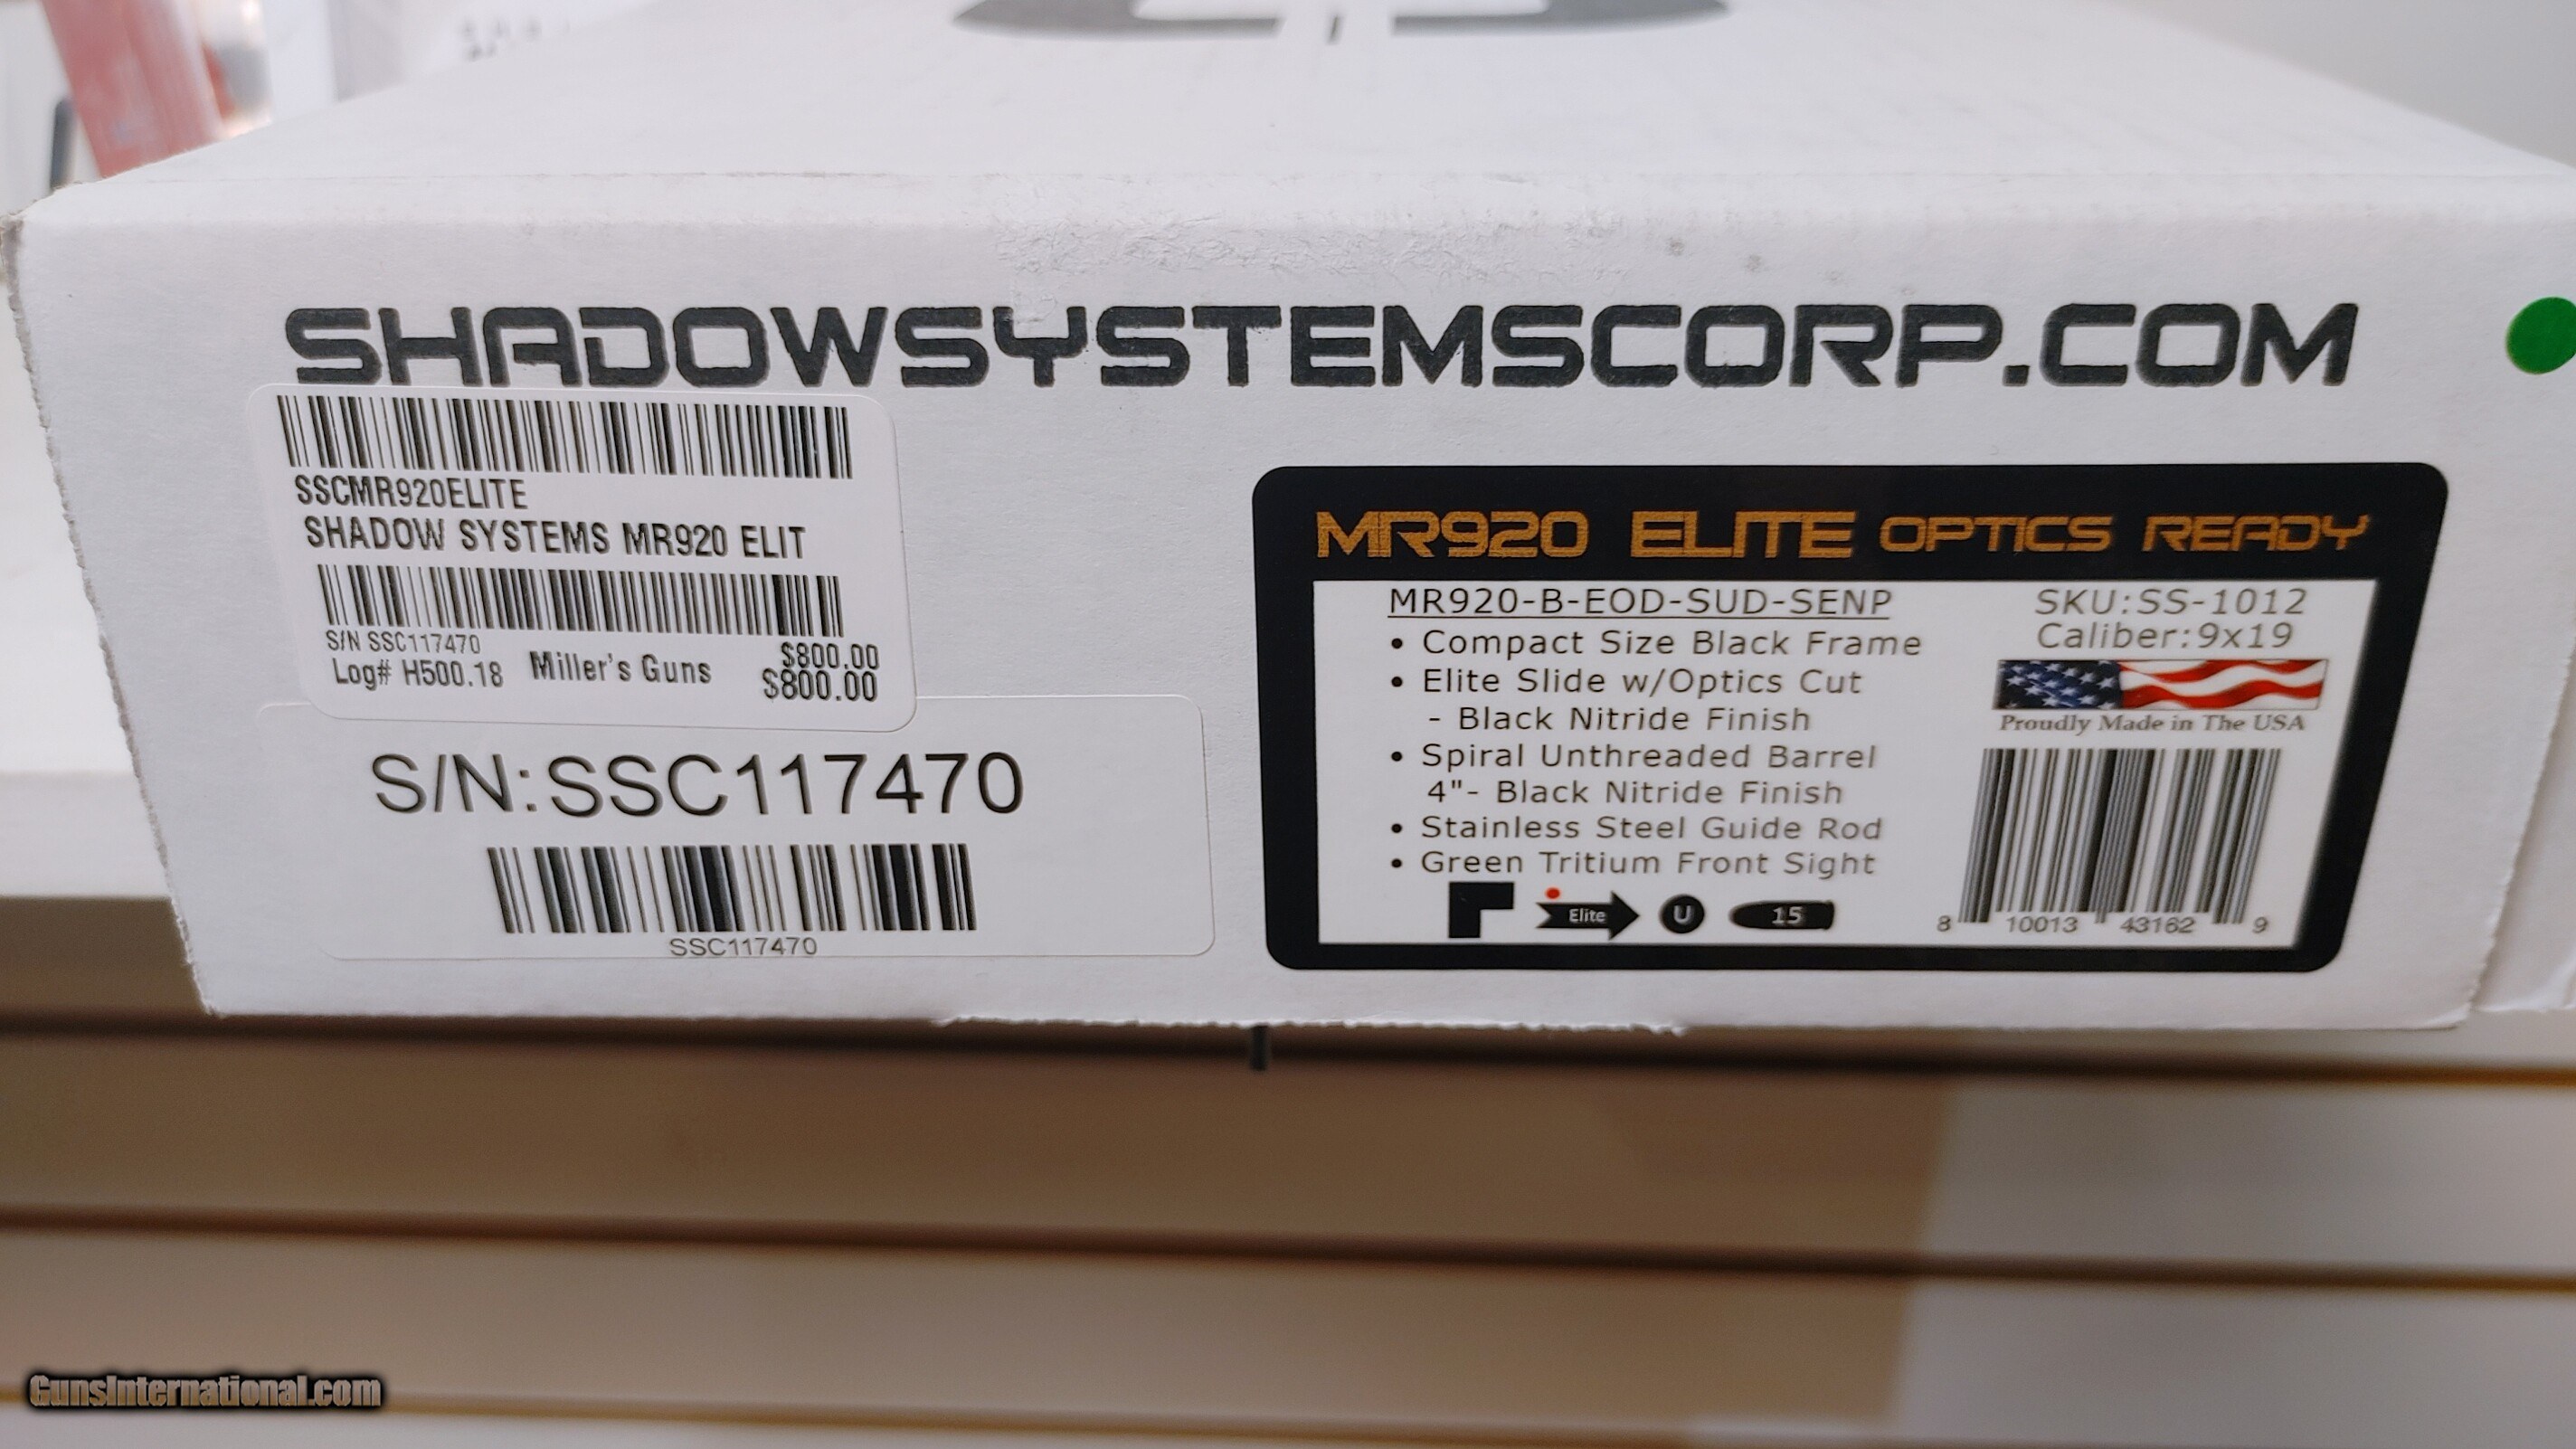 SHADOWSYSTEMSCORP.COM
SSCMR920ELITE
SHADOW SYSTEMS MR920 ELIT
S/N SSC117470
$800.00
Log# H500.18 Miller's Guns $800.00
S/N:SSC117470
SSC117470
MR920 ELITE OPTICS READY
MR920-B-EOD-SUD-SENP
• Compact Size Black Frame
• Elite Slide w/Optics Cut
- Black Nitride Finish
• Spiral Unthreaded Barrel
4"- Black Nitride Finish
• Stainless Steel Guide Rod
• Green Tritium Front Sight
Elite U 15
SKU:SS-1012
Caliber:9x19
Proudly Made in The USA
8 10013 43162 9
GunsInternational.com